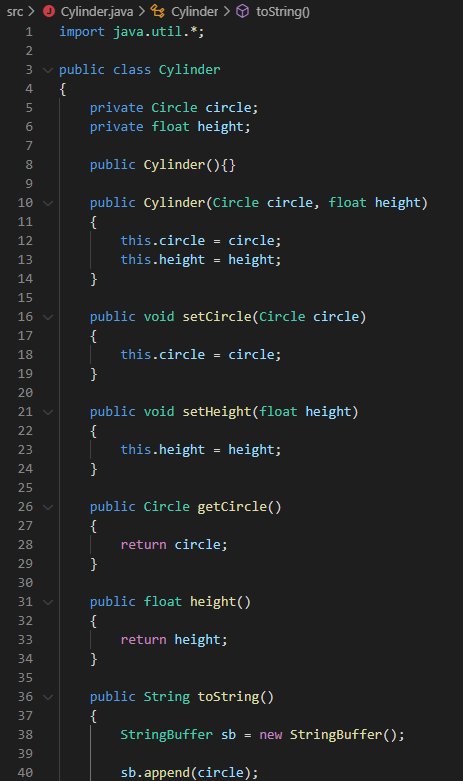 src > Cylinder.java > Cylinder > toString()
1 import java.util.*;
2
3 public class Cylinder
4 {
5     private Circle circle;
6     private float height;
7
8     public Cylinder(){}
9
10     public Cylinder(Circle circle, float height)
11     {
12         this.circle = circle;
13         this.height = height;
14     }
15
16     public void setCircle(Circle circle)
17     {
18         this.circle = circle;
19     }
20
21     public void setHeight(float height)
22     {
23         this.height = height;
24     }
25
26     public Circle getCircle()
27     {
28         return circle;
29     }
30
31     public float height()
32     {
33         return height;
34     }
35
36     public String toString()
37     {
38         StringBuffer sb = new StringBuffer();
39
40         sb.append(circle);